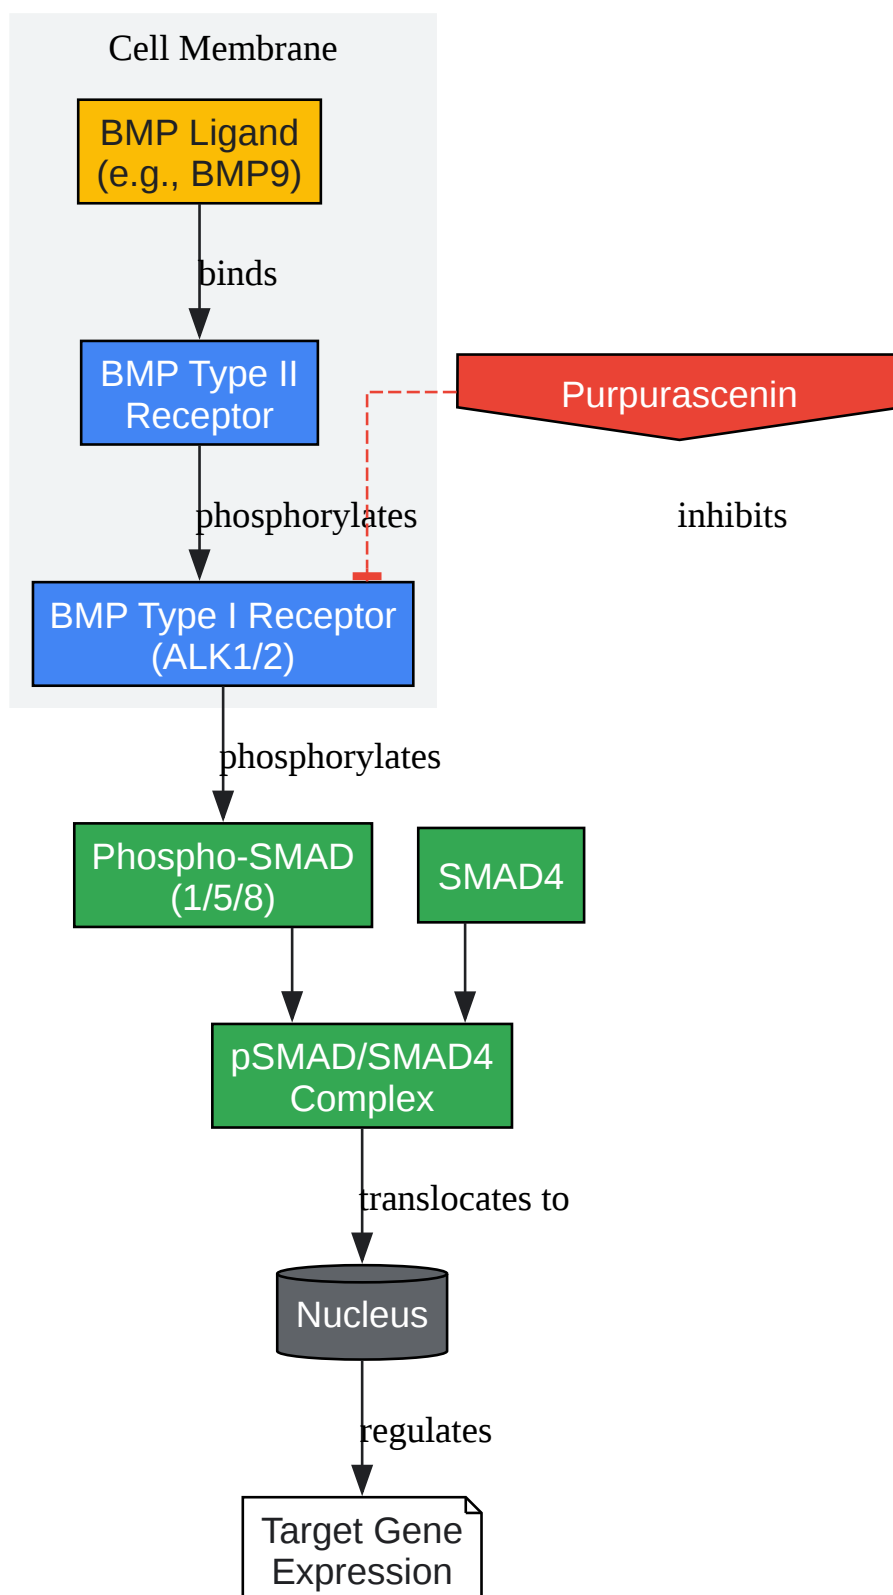 Cell Membrane
BMP Ligand
(e.g., BMP9)
binds
BMP Type II
Receptor
Purpurascenin
phosphorylates
inhibits
BMP Type I Receptor
(ALK1/2)
phosphorylates
Phospho-SMAD
(1/5/8)
SMAD4
pSMAD/SMAD4
Complex
translocates to
Nucleus
regulates
Target Gene
Expression